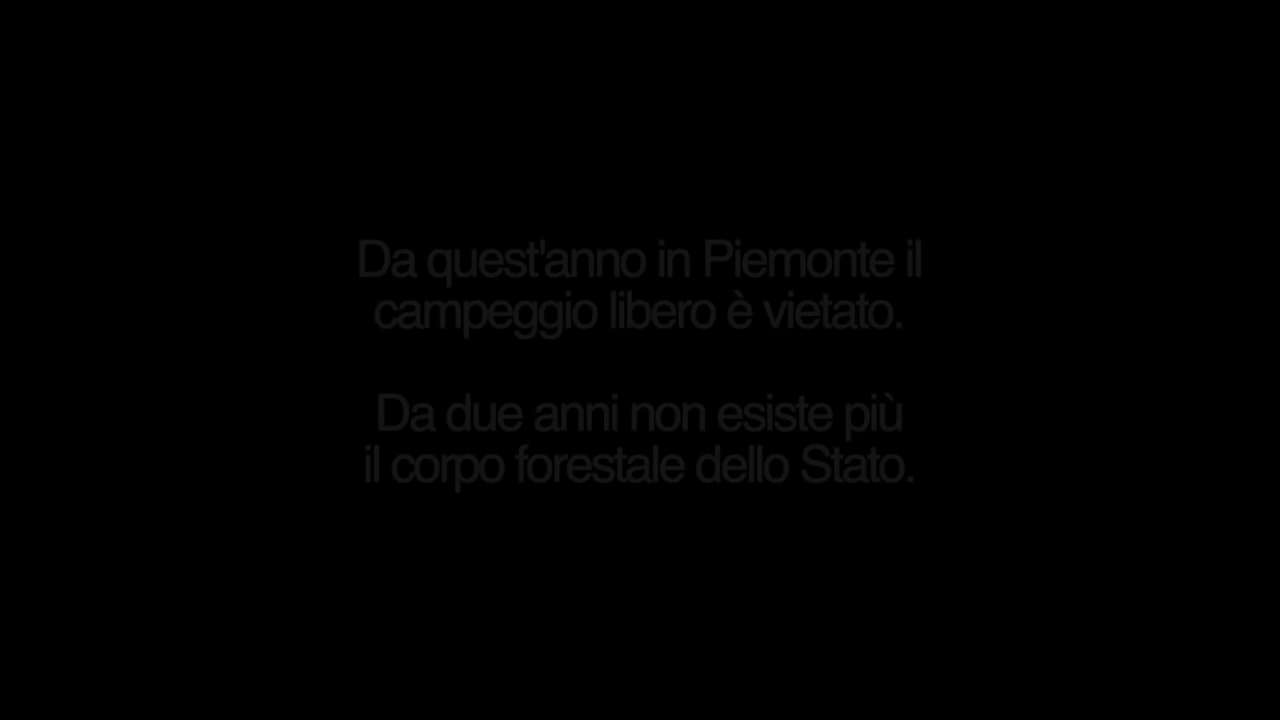 Da quest'anno in Piemonte il
campeggio libero è vietato.
Da due anni non esiste più
il corpo forestale dello Stato.